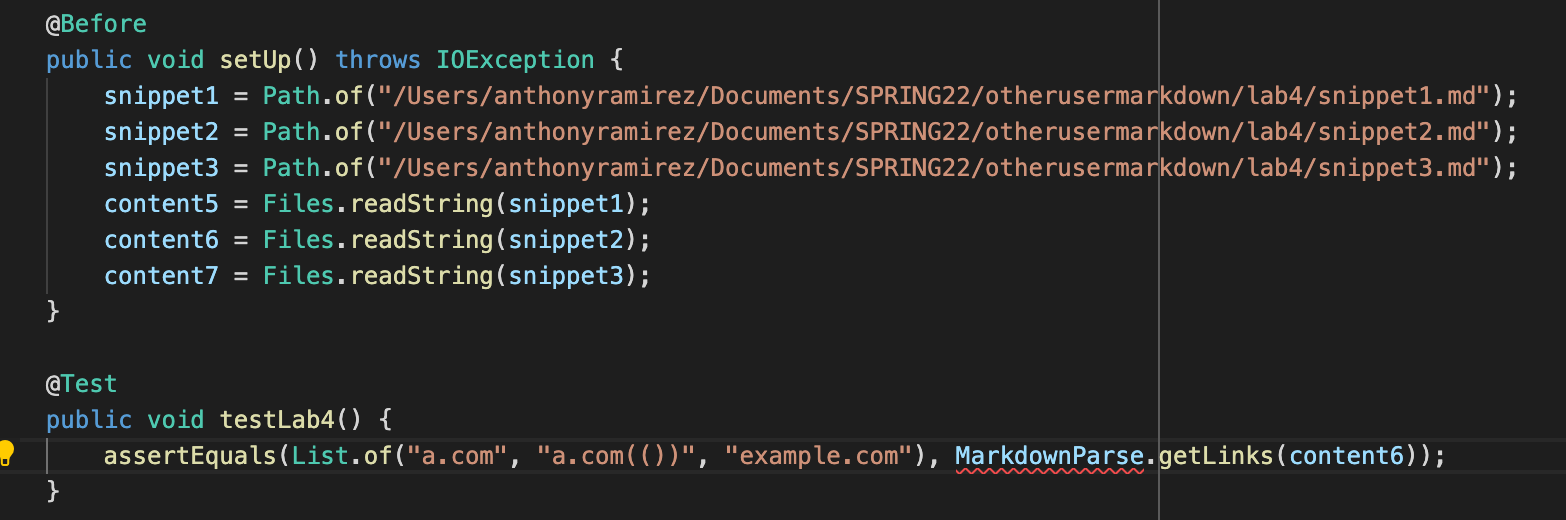 @Before
public void setUp() throws IOException {
    snippet1 = Path.of("/Users/anthonyramirez/Documents/SPRING22/otherusermarkdown/lab4/snippet1.md");
    snippet2 = Path.of("/Users/anthonyramirez/Documents/SPRING22/otherusermarkdown/lab4/snippet2.md");
    snippet3 = Path.of("/Users/anthonyramirez/Documents/SPRING22/otherusermarkdown/lab4/snippet3.md");
    content5 = Files.readString(snippet1);
    content6 = Files.readString(snippet2);
    content7 = Files.readString(snippet3);
}
@Test
public void testLab4() {
    assertEquals(List.of("a.com", "a.com(())", "example.com"), MarkdownParse.getLinks(content6));
}